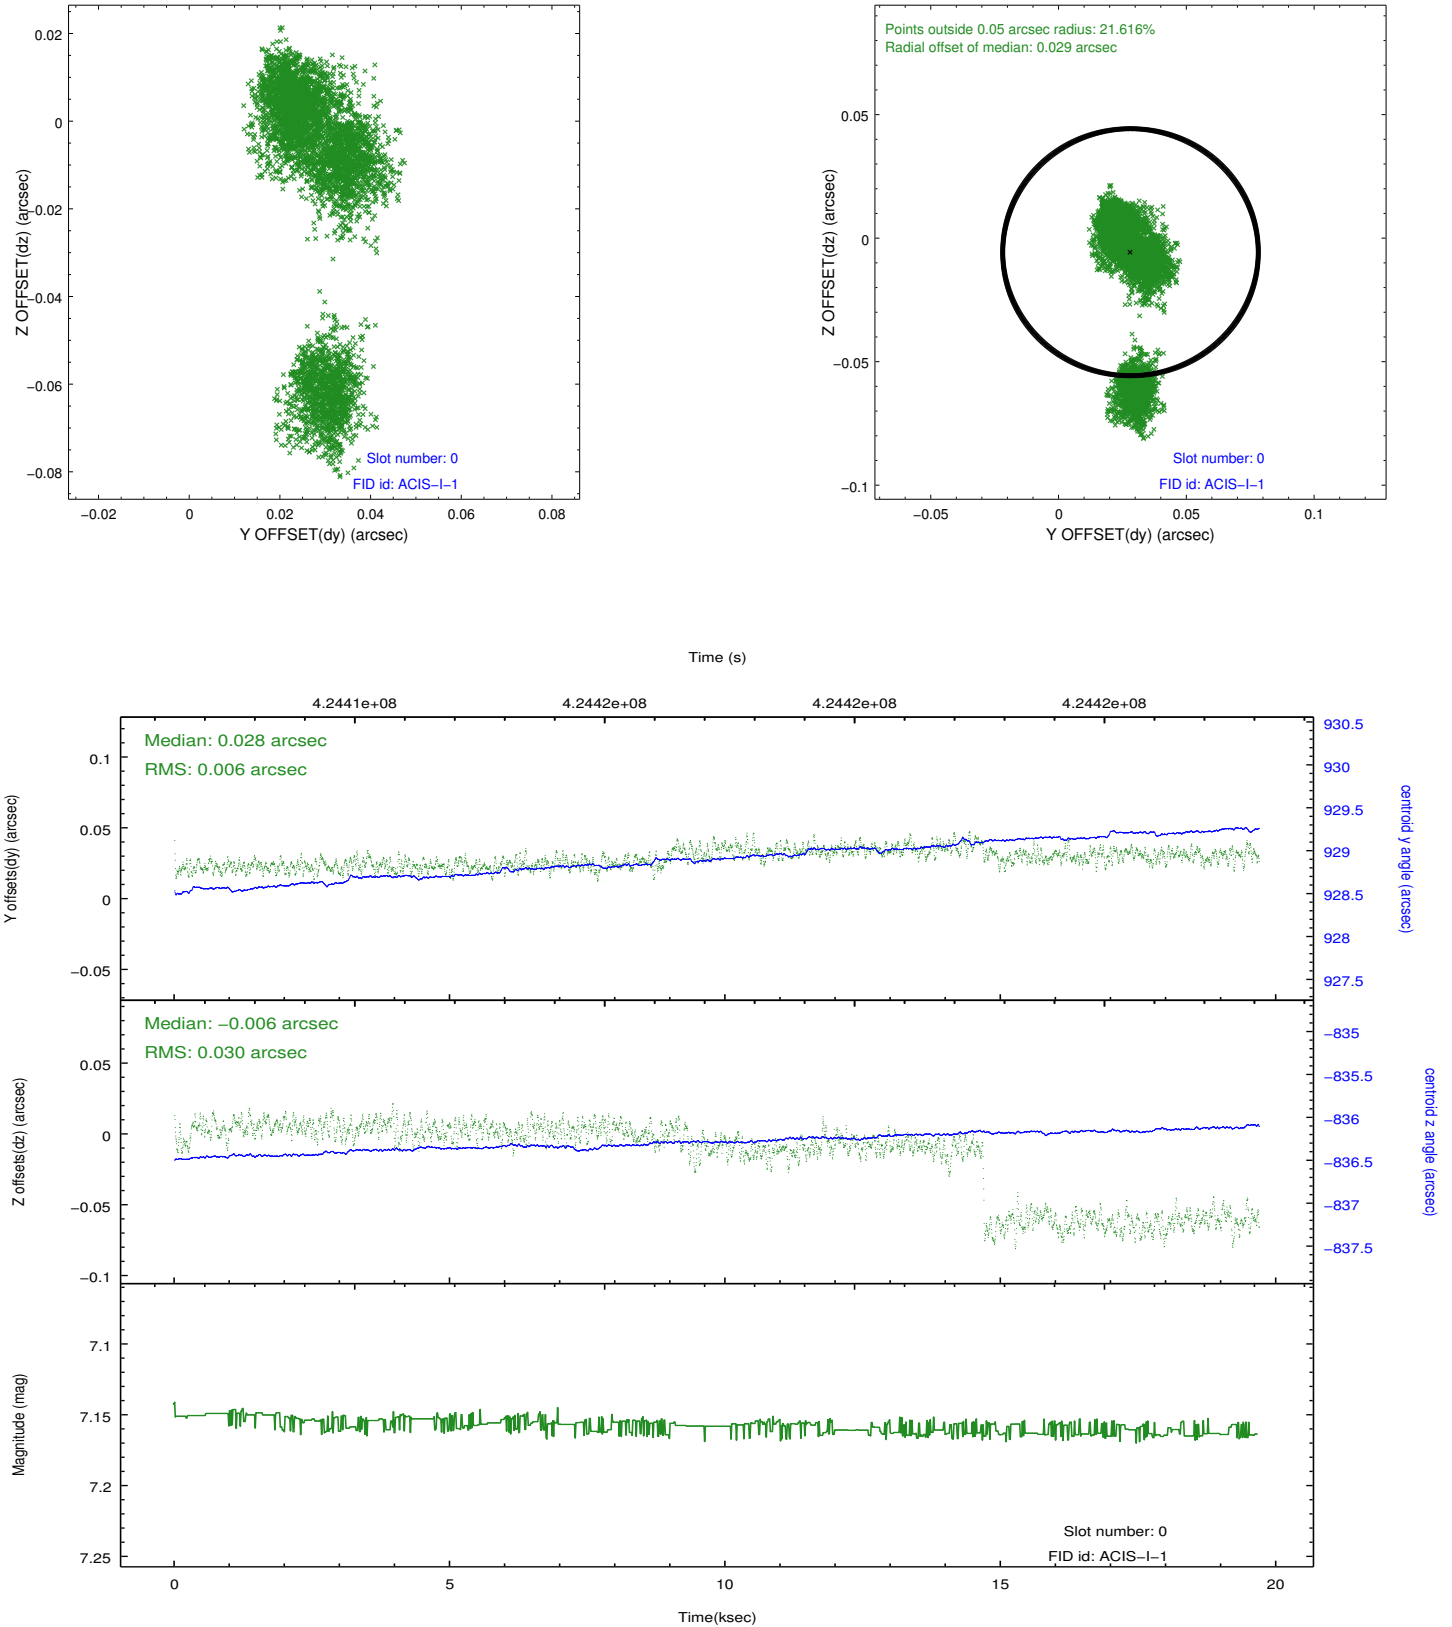 0.02
0
−0.02
−0.04
−0.06
−0.08
Z OFFSET(dz) (arcsec)
Slot number: 0
FID id: ACIS−I−1
−0.02
0
0.02
0.04
0.06
0.08
Y OFFSET(dy) (arcsec)
Points outside 0.05 arcsec radius: 21.616%
Radial offset of median: 0.029 arcsec
0.05
0
−0.05
−0.1
Z OFFSET(dz) (arcsec)
Slot number: 0
FID id: ACIS−I−1
−0.05
0
0.05
0.1
Y OFFSET(dy) (arcsec)
Time (s)
4.2441e+08
4.2442e+08
4.2442e+08
4.2442e+08
Median: 0.028 arcsec
RMS: 0.006 arcsec
0.1
0.05
0
−0.05
Y offsets(dy) (arcsec)
930.5
930
929.5
929
928.5
928
927.5
centroid y angle (arcsec)
Median: −0.006 arcsec
RMS: 0.030 arcsec
0.05
0
−0.05
−0.1
Z offsets(dz) (arcsec)
−835
−835.5
−836
−836.5
−837
−837.5
centroid z angle (arcsec)
7.1
7.15
7.2
7.25
Magnitude (mag)
Slot number: 0
FID id: ACIS−I−1
0
5
10
15
20
Time(ksec)